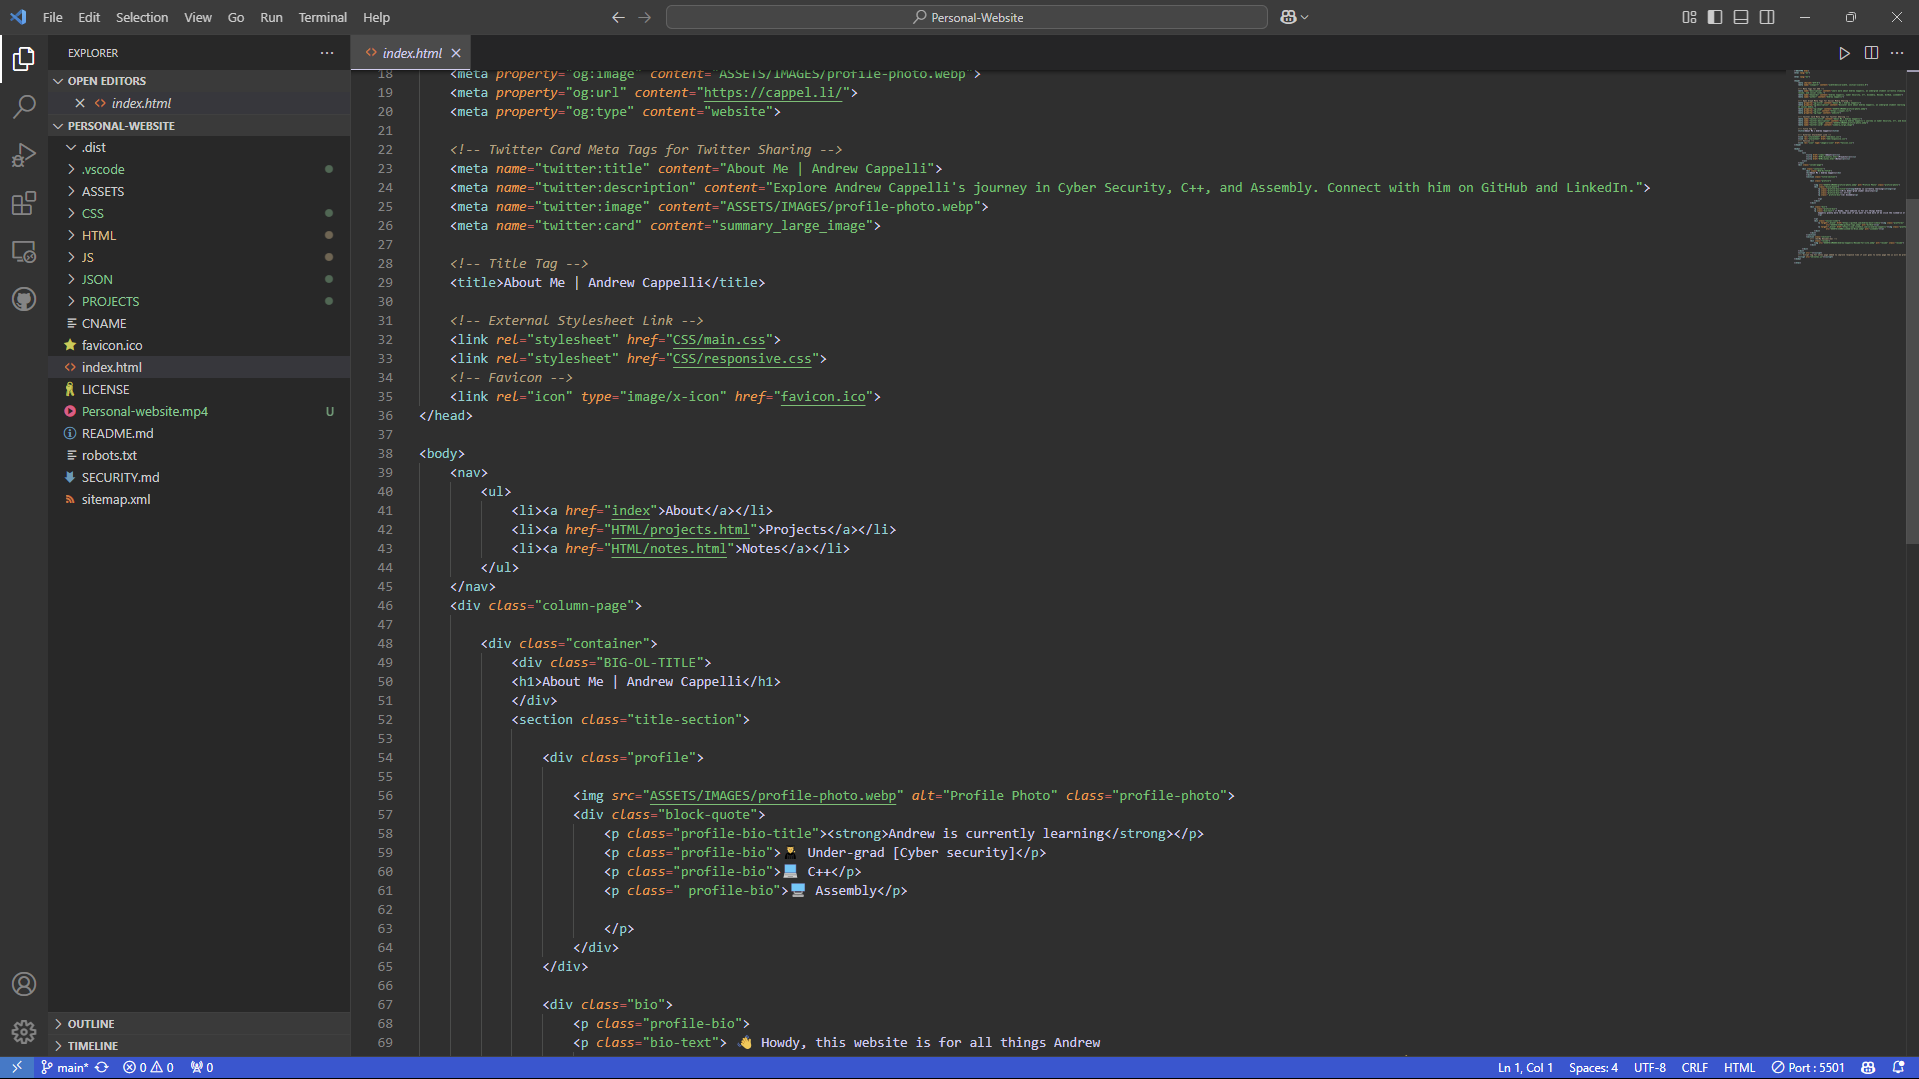 File Edit Selection View Go Run Terminal Help
Personal-Website
EXPLORER
OPEN EDITORS
index.html
PERSONAL-WEBSITE
.dist
.vscode
ASSETS
CSS
HTML
JS
JSON
PROJECTS
CNAME
favicon.ico
index.html
LICENSE
Personal-website.mp4 U
README.md
robots.txt
SECURITY.md
sitemap.xml
OUTLINE
TIMELINE
index.html
18 <meta property="og:image" content="ASSETS/IMAGES/profile-photo.webp">
19 <meta property="og:url" content="https://cappel.li/">
20 <meta property="og:type" content="website">
21
22 <!-- Twitter Card Meta Tags for Twitter Sharing -->
23 <meta name="twitter:title" content="About Me | Andrew Cappelli">
24 <meta name="twitter:description" content="Explore Andrew Cappelli's journey in Cyber Security, C++, and Assembly. Connect with him on GitHub and LinkedIn.">
25 <meta name="twitter:image" content="ASSETS/IMAGES/profile-photo.webp">
26 <meta name="twitter:card" content="summary_large_image">
27
28 <!-- Title Tag -->
29 <title>About Me | Andrew Cappelli</title>
30
31 <!-- External Stylesheet Link -->
32 <link rel="stylesheet" href="CSS/main.css">
33 <link rel="stylesheet" href="CSS/responsive.css">
34 <!-- Favicon -->
35 <link rel="icon" type="image/x-icon" href="favicon.ico">
36 </head>
37
38 <body>
39 <nav>
40 <ul>
41 <li><a href="index">About</a></li>
42 <li><a href="HTML/projects.html">Projects</a></li>
43 <li><a href="HTML/notes.html">Notes</a></li>
44 </ul>
45 </nav>
46 <div class="column-page">
47
48 <div class="container">
49 <div class="BIG-OL-TITLE">
50 <h1>About Me | Andrew Cappelli</h1>
51 </div>
52 <section class="title-section">
53
54 <div class="profile">
55
56 <img src="ASSETS/IMAGES/profile-photo.webp" alt="Profile Photo" class="profile-photo">
57 <div class="block-quote">
58 <p class="profile-bio-title"><strong>Andrew is currently learning</strong></p>
59 <p class="profile-bio"> Under-grad [Cyber security]</p>
60 <p class="profile-bio">💻 C++</p>
61 <p class=" profile-bio">🖥 Assembly</p>
62
63 </p>
64 </div>
65 </div>
66
67 <div class="bio">
68 <p class="profile-bio">
69 <p class="bio-text"> 👋 Howdy, this website is for all things Andrew
main* 0 0 0 Ln 1, Col 1 Spaces: 4 UTF-8 CRLF HTML Port : 5501